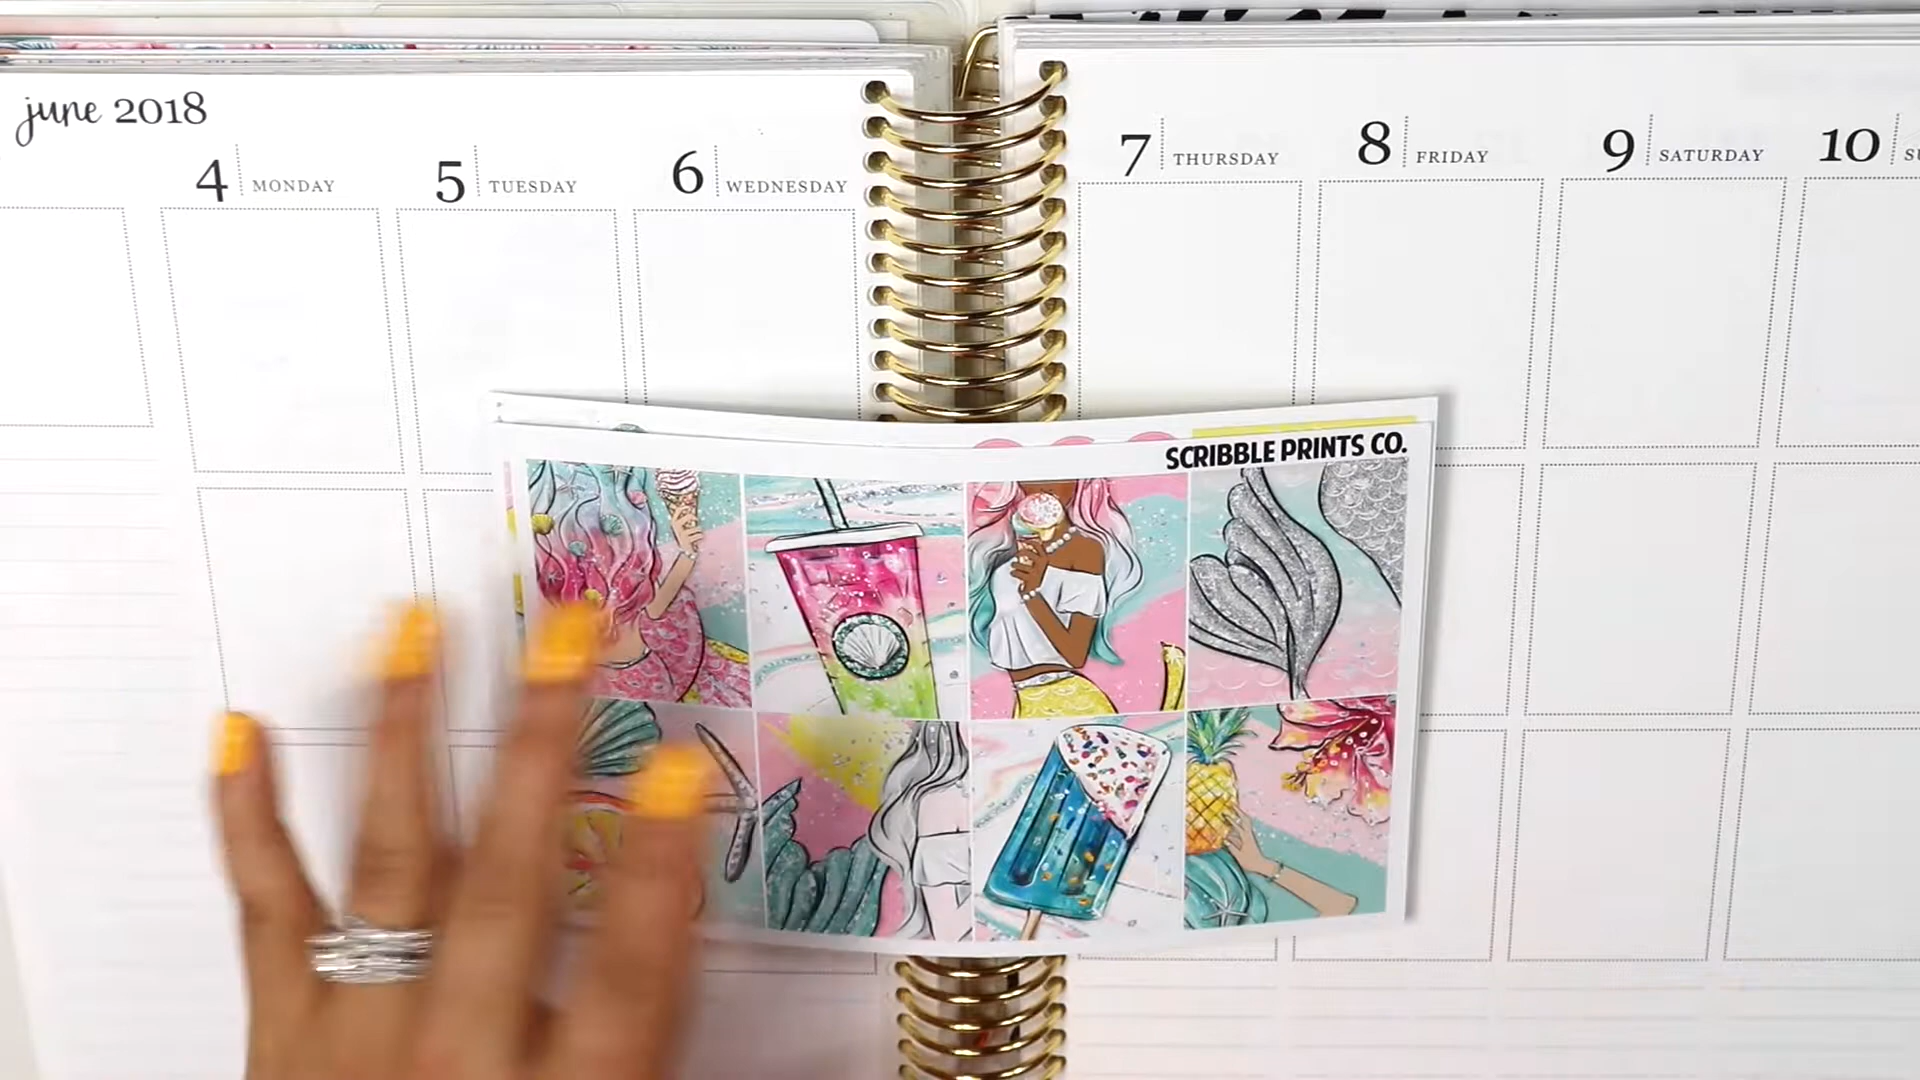 june 2018
4 MONDAY
5 TUESDAY
6 WEDNESDAY
7 THURSDAY
8 FRIDAY
9 SATURDAY
10
SCRIBBLE PRINTS CO.